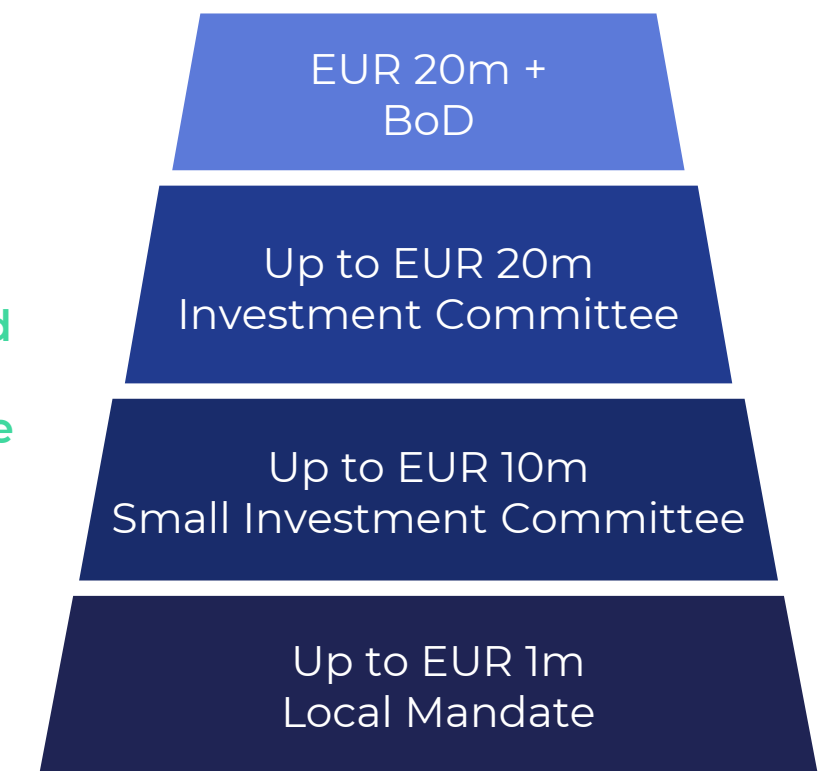 EUR 20m +
BoD
Up to EUR 20m
Investment Committee
Up to EUR 10m
Small Investment Committee
Up to EUR 1m
Local Mandate